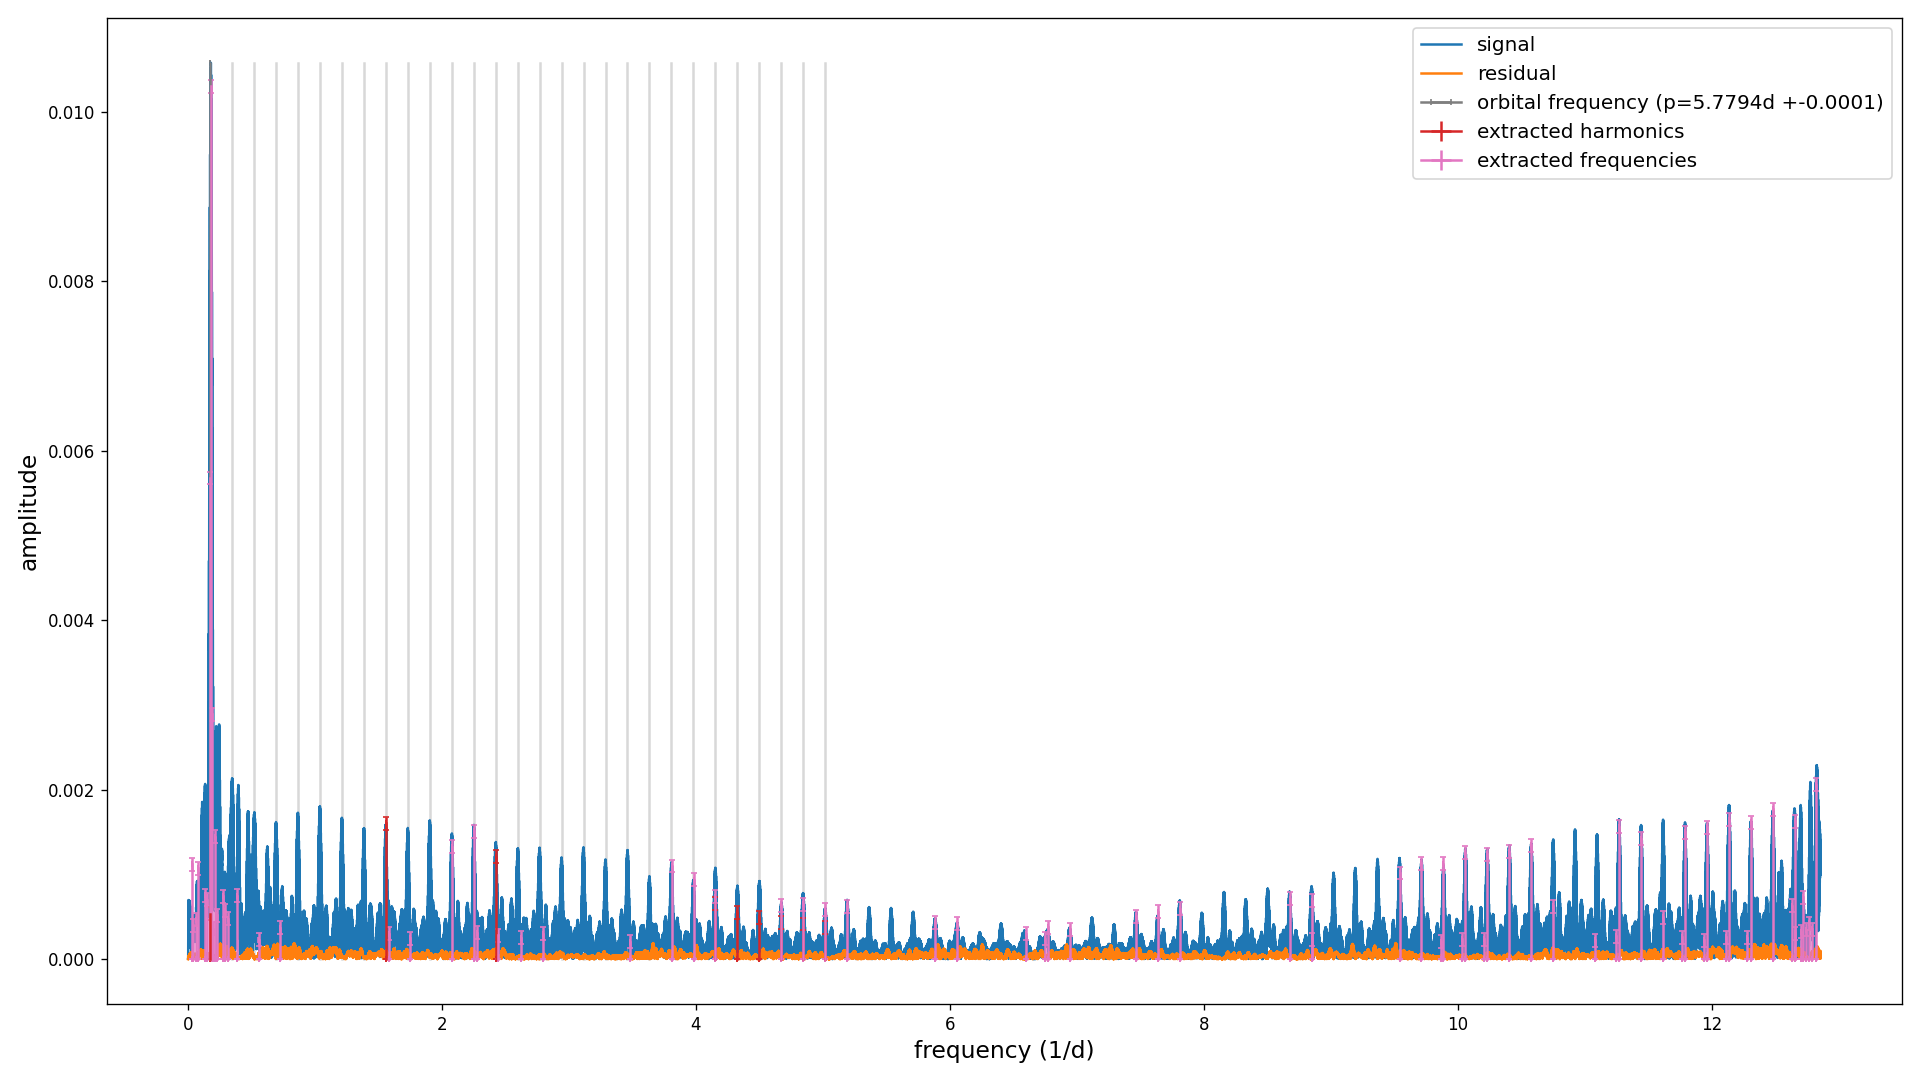 signal
residual
orbital frequency (p=5.7794d +-0.0001)
extracted harmonics
extracted frequencies
amplitude
0.010
0.008
0.006
0.004
0.002
0.000
0 2 4 6 8 10 12
frequency (1/d)